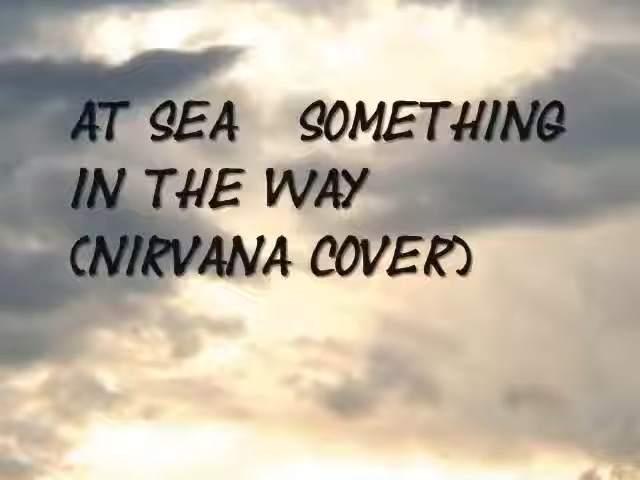 AT SEA   SOMETHING
IN THE WAY
(NIRVANA COVER)